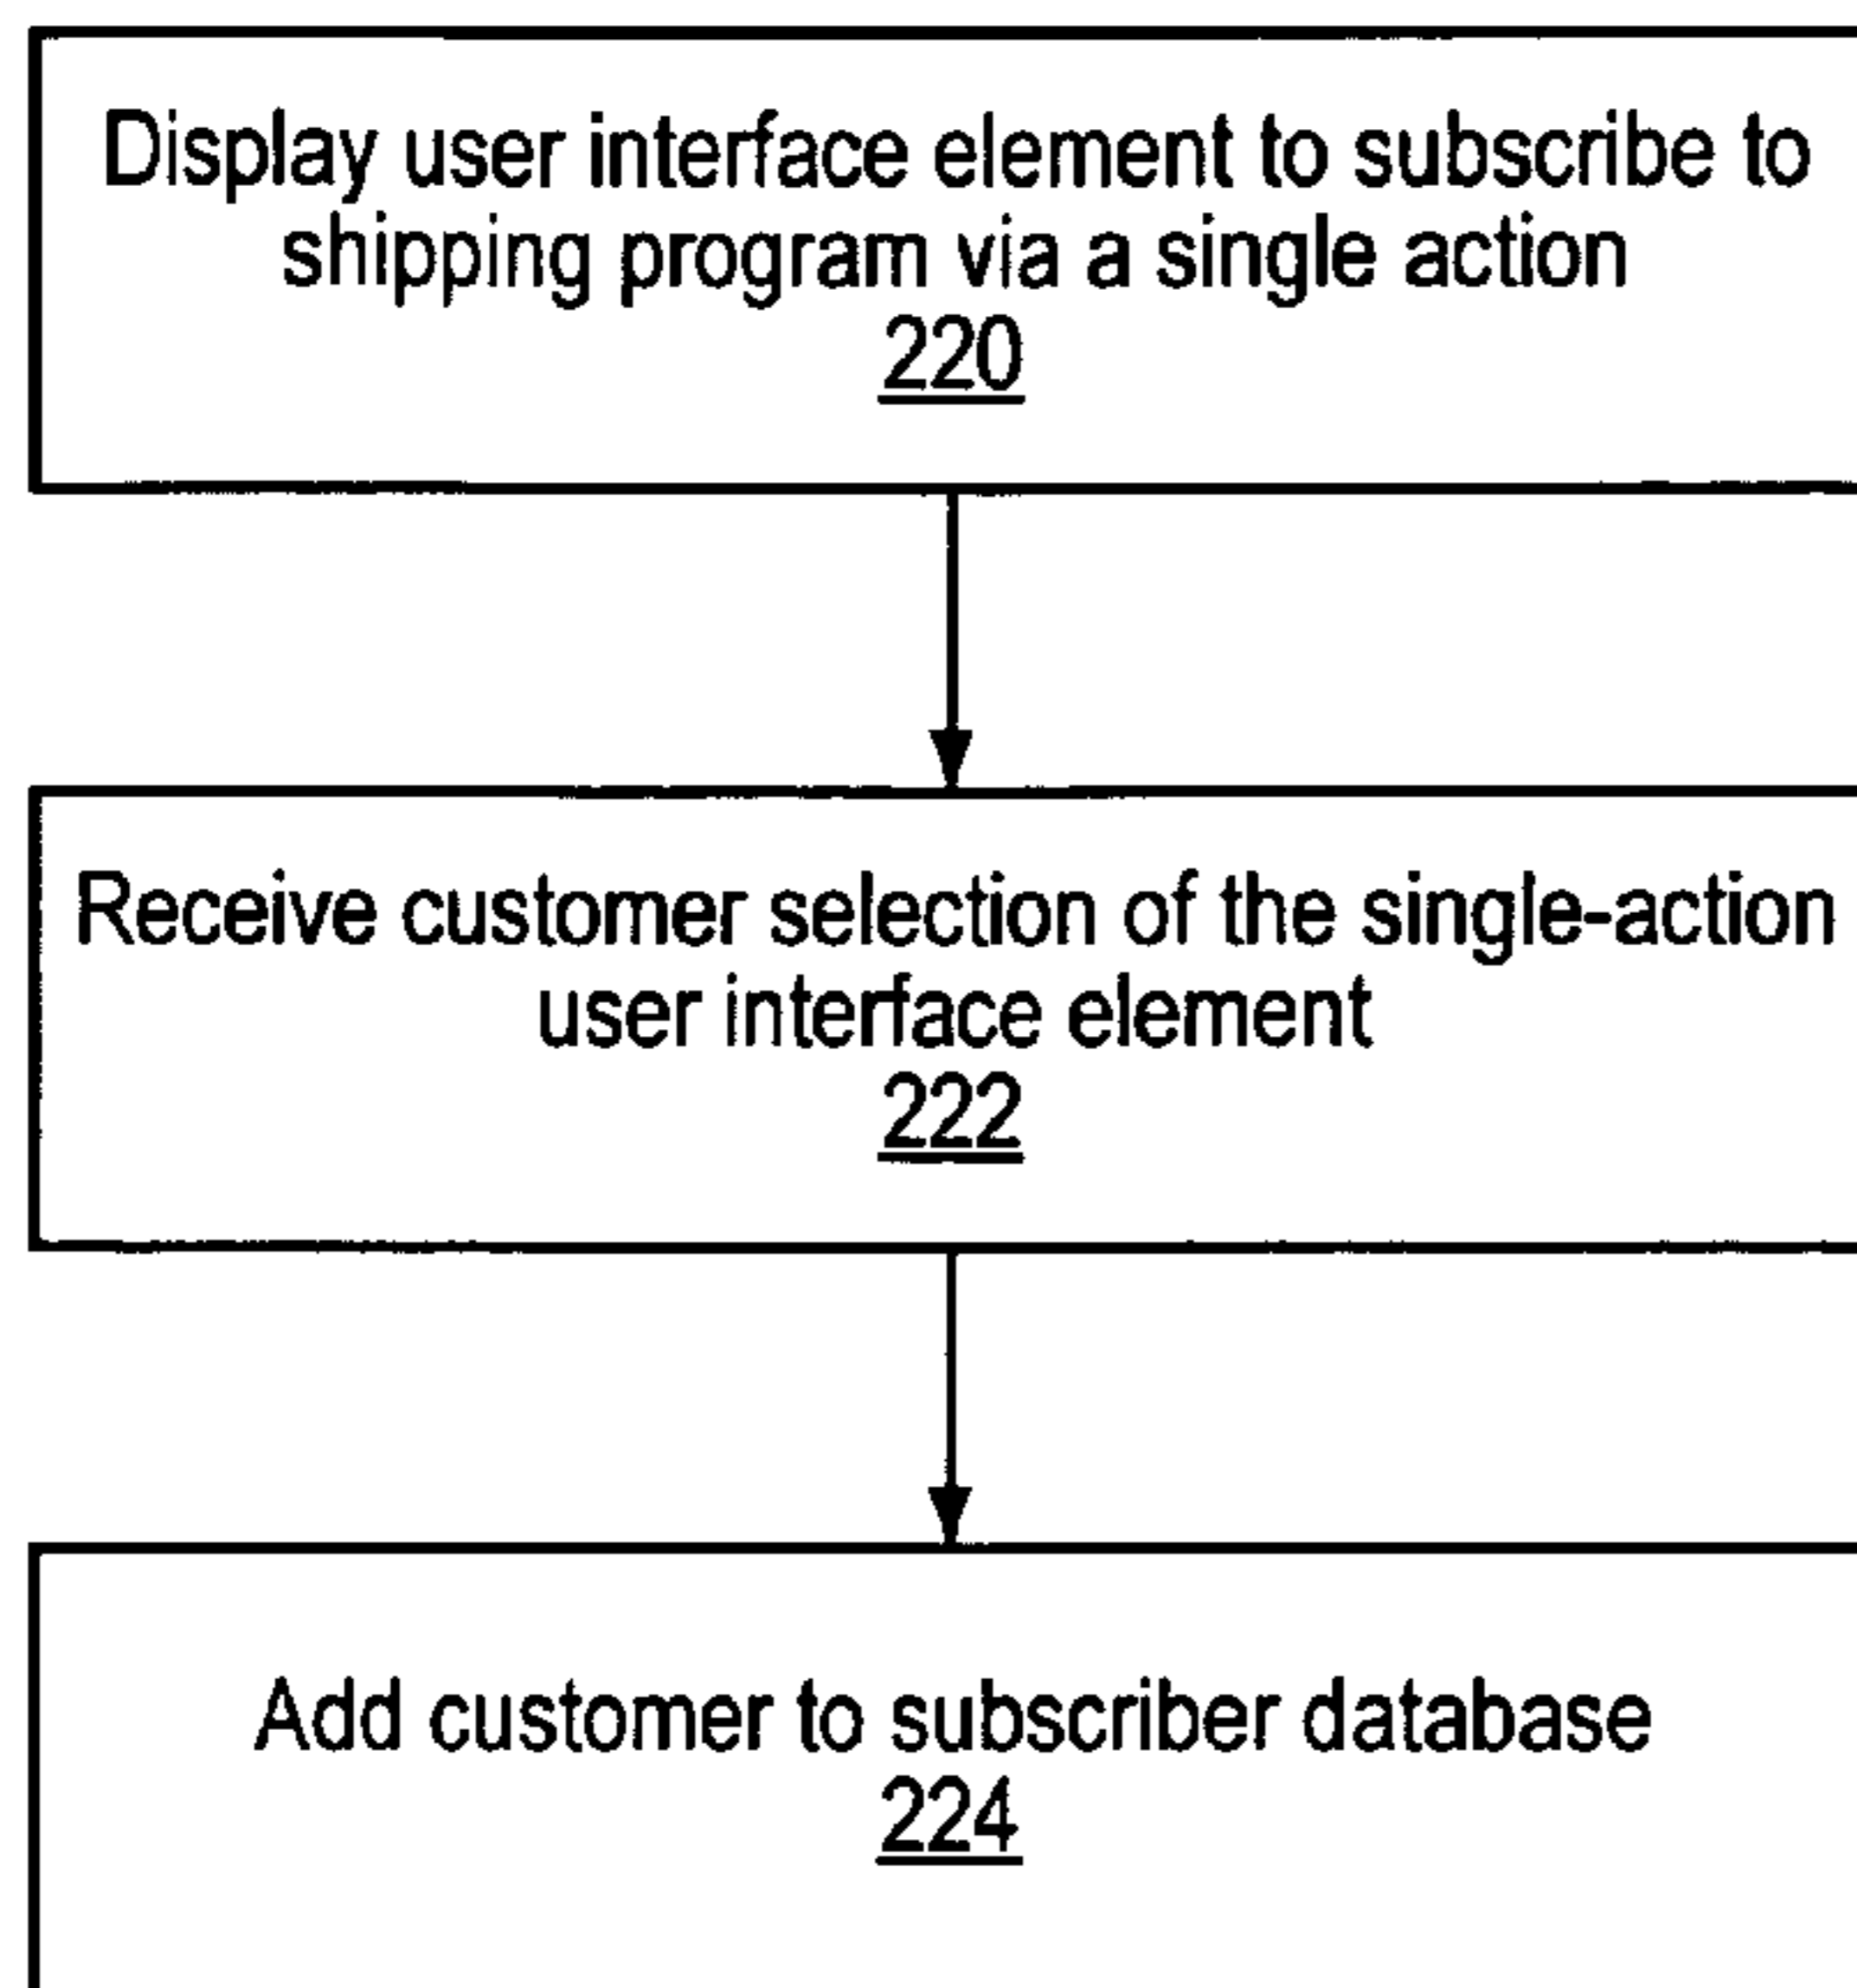 Display user interface element to subscribe to
shipping program via a single action
220
Receive customer selection of the single-action
user interface element
222
Add customer to subscriber database
224